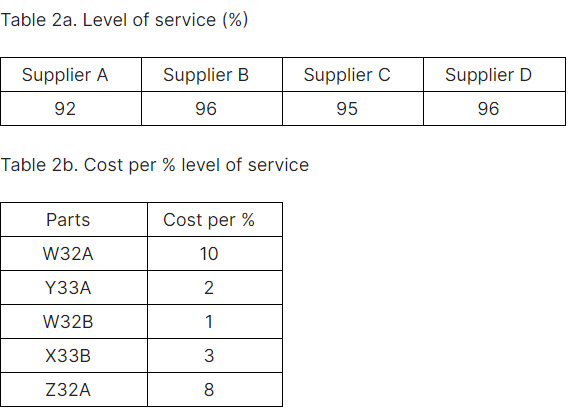 Table 2a. Level of service (%)
Supplier A Supplier B Supplier C Supplier D
92 96 95 96
Table 2b. Cost per % level of service
Parts Cost per %
W32A 10
Y33A 2
W32B 1
X33B 3
Z32A 8